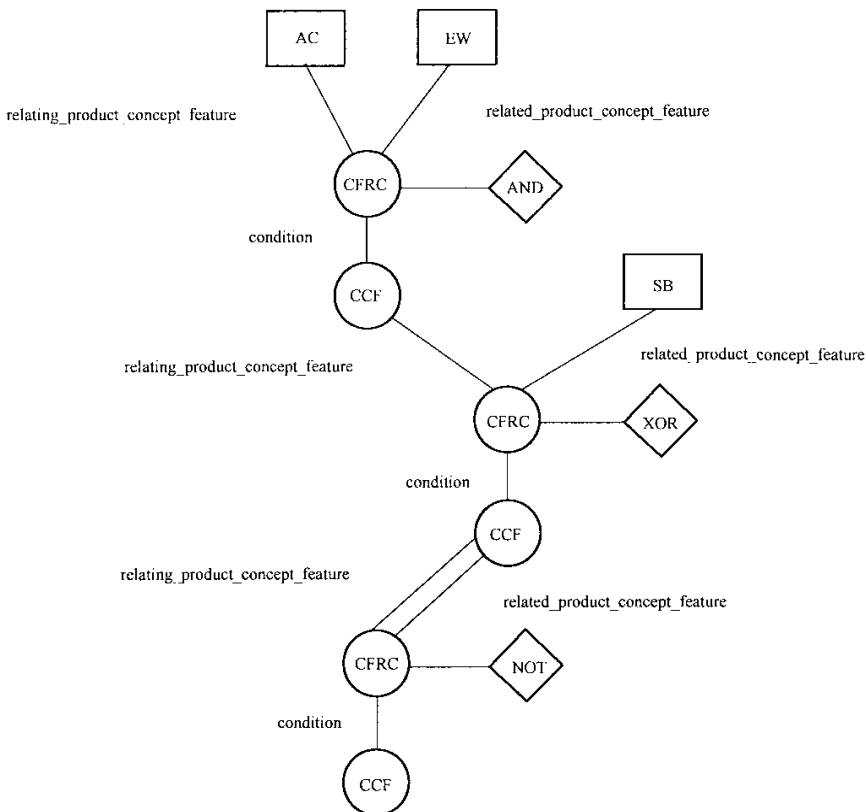 AC
EW
relating_product_concept_feature
related_product_concept_feature
CFRC
AND
condition
CCF
SB
relating_product_concept_feature
related_product_concept_feature
CFRC
XOR
condition
CCF
relating_product_concept_feature
related_product_concept_feature
CFRC
NOT
condition
CCF